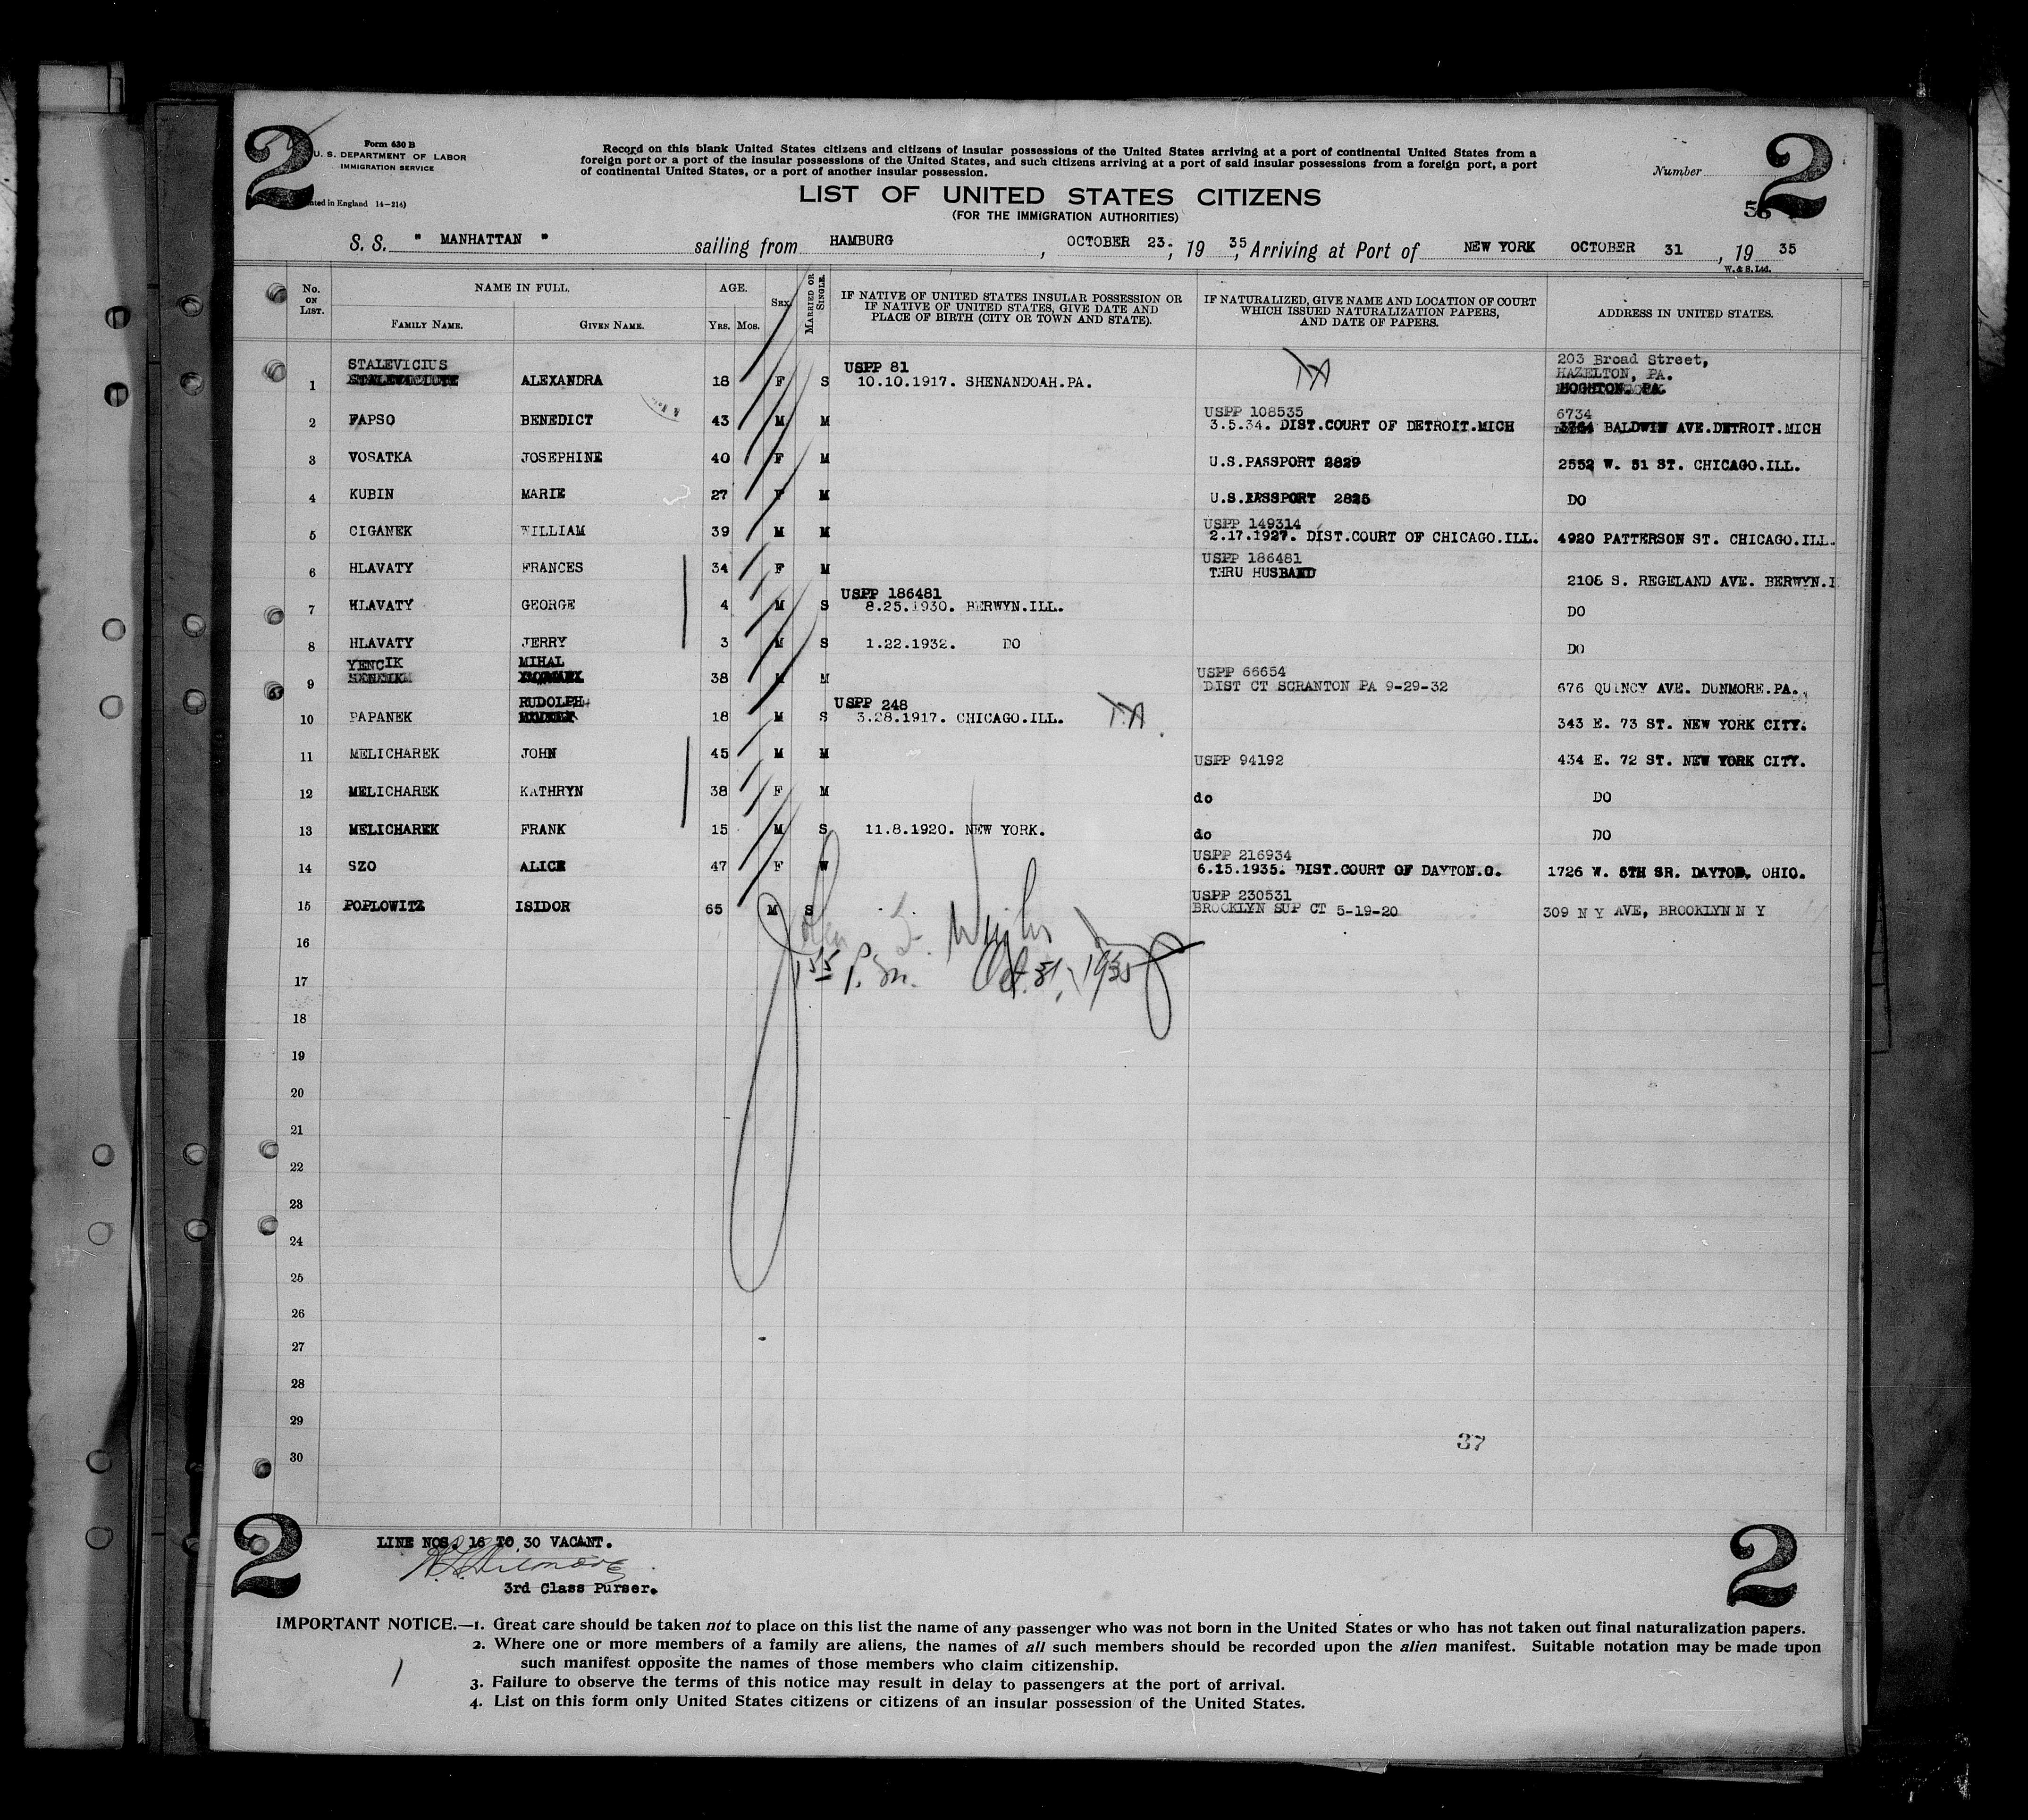 2 2
Form 630 B
U. S. DEPARTMENT OF LABOR
IMMIGRATION SERVICE
nted in England 14-214)
Record on this blank United States citizens and citizens of insular possessions of the United States arriving at a port of continental United States from a
foreign port or a port of the insular possessions of the United States, and such citizens arriving at a port of said insular possessions from a foreign port, a port
of continental United States, or a port of another insular possession.
Number
LIST OF UNITED STATES CITIZENS
(FOR THE IMMIGRATION AUTHORITIES)
S. S. " MANHATTAN " sailing from HAMBURG, OCTOBER 23, 19 35, Arriving at Port of NEW YORK OCTOBER 31, 19 35
W. & S. Ltd.
No. ON LIST. NAME IN FULL. AGE. SEX. MARRIED OR SINGLE. IF NATIVE OF UNITED STATES INSULAR POSSESSION OR IF NATIVE OF UNITED STATES, GIVE DATE AND PLACE OF BIRTH (CITY OR TOWN AND STATE). IF NATURALIZED, GIVE NAME AND LOCATION OF COURT WHICH ISSUED NATURALIZATION PAPERS, AND DATE OF PAPERS. ADDRESS IN UNITED STATES.
FAMILY NAME. GIVEN NAME. YRS. MOS.
STALEVICIUS USPP 81 203 Broad Street,
HAZELTON, PA.
1 ALEXANDRA 18 F S 10.10.1917. SHENANDOAH.PA. HOGHTON. PA.
USPP 108535 6734
2 FAPSO BENEDICT 43 M M 3.5.34. DIST.COURT OF DETROIT.MICH BALDWIN AVE.DETROIT.MICH
3 VOSATKA JOSEPHINE 40 F M U.S.PASSPORT 2829 2552 W. 51 ST. CHICAGO.ILL.
4 KUBIN MARIE 27 F M U.S.PASSPORT 2825 DO
USPP 149314
5 CIGANEK WILLIAM 39 M M 2.17.1927. DIST.COURT OF CHICAGO.ILL. 4920 PATTERSON ST. CHICAGO.ILL.
USPP 186481
6 HLAVATY FRANCES 34 F M THRU HUSBAND 2108 S. REGELAND AVE. BERWYN.I
USPP 186481
7 HLAVATY GEORGE 4 M S 8.25.1930. BERWYN.ILL. DO
8 HLAVATY JERRY 3 M S 1.22.1932. DO DO
YENCIK MIHAL USPP 66654
9 38 M M DIST CT SCRANTON PA 9-29-32 676 QUINCY AVE. DUNMORE.PA.
RUDOLPH USPP 248
10 PAPANEK 18 M S 3.28.1917. CHICAGO.ILL. 343 E. 73 ST. NEW YORK CITY.
11 MELICHAREK JOHN 45 M M USPP 94192 434 E. 72 ST. NEW YORK CITY.
12 MELICHAREK KATHRYN 38 F M do DO
13 MELICHAREK FRANK 15 M S 11.8.1920. NEW YORK. do DO
USPP 216934
14 SZO ALICE 47 F W 6.15.1935. DIST.COURT OF DAYTON.O. 1726 W. 5TH SR. DAYTON, OHIO.
USPP 230531
15 POPLOWITZ ISIDOR 65 M S BROOKLYN SUP CT 5-19-20 309 N Y AVE, BROOKLYN N Y
16
17 1 55 P.m. Oct. 31, 1935
18
19
20
21
22
23
24
25
26
27
28
29
37
30
2 2
LINE NOS. 16 TO 30 VACANT.
3rd Class Purser.
IMPORTANT NOTICE.—1. Great care should be taken not to place on this list the name of any passenger who was not born in the United States or who has not taken out final naturalization papers.
2. Where one or more members of a family are aliens, the names of all such members should be recorded upon the alien manifest. Suitable notation may be made upon
such manifest opposite the names of those members who claim citizenship.
3. Failure to observe the terms of this notice may result in delay to passengers at the port of arrival.
4. List on this form only United States citizens or citizens of an insular possession of the United States.